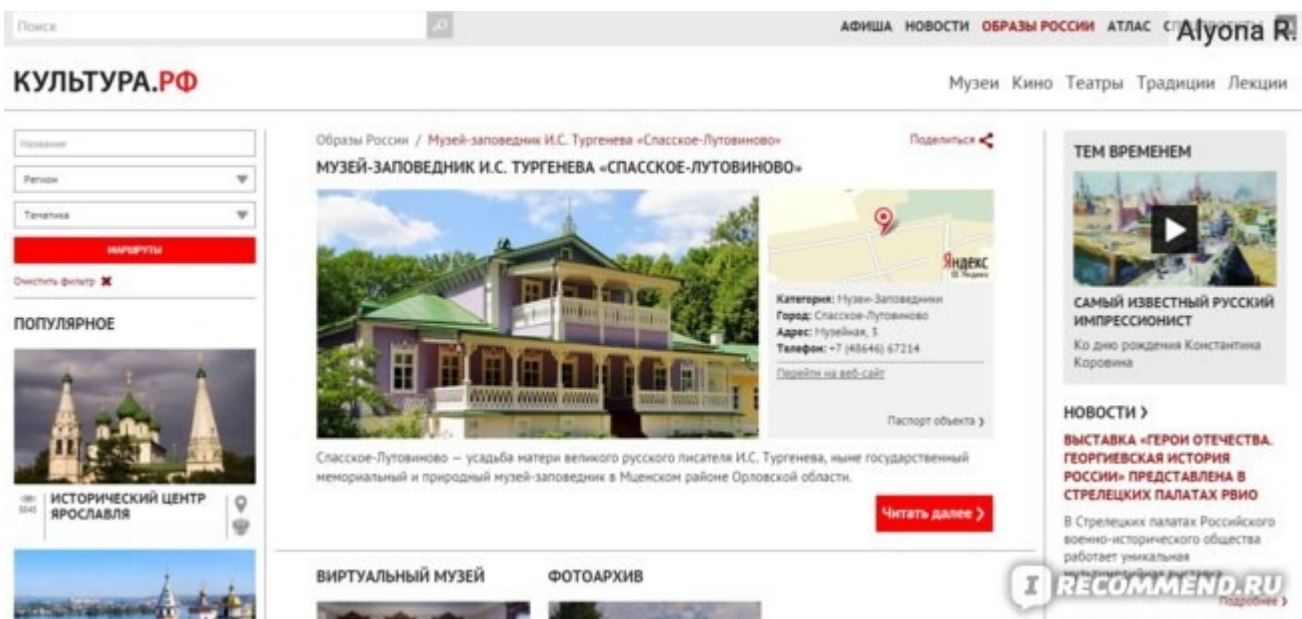 Поиск
АФИША НОВОСТИ ОБРАЗЫ РОССИИ АТЛАС
Alyona R.
КУЛЬТУРА.РФ
Музеи Кино Театры Традиции Лекции
Название
Регион
Тематика
МАРШРУТЫ
Очистить фильтр
ПОПУЛЯРНОЕ
ИСТОРИЧЕСКИЙ ЦЕНТР
ЯРОСЛАВЛЯ
Образы России / Музей-заповедник И.С. Тургенева «Спасское-Лутовиново»
Поделиться
МУЗЕЙ-ЗАПОВЕДНИК И.С. ТУРГЕНЕВА «СПАССКОЕ-ЛУТОВИНОВО»
Яндекс
© Яндекс
Категория: Музеи-Заповедники
Город: Спасское-Лутовиново
Адрес: Музейная, 3
Телефон: +7 (48646) 67214
Перейти на веб-сайт
Паспорт объекта
Спасское-Лутовиново — усадьба матери великого русского писателя И.С. Тургенева, ныне государственный
мемориальный и природный музей-заповедник в Мценском районе Орловской области.
Читать далее
ВИРТУАЛЬНЫЙ МУЗЕЙ
ФОТОАРХИВ
ТЕМ ВРЕМЕНЕМ
САМЫЙ ИЗВЕСТНЫЙ РУССКИЙ
ИМПРЕССИОНИСТ
Ко дню рождения Константина
Коровина
НОВОСТИ
ВЫСТАВКА «ГЕРОИ ОТЕЧЕСТВА.
ГЕОРГИЕВСКАЯ ИСТОРИЯ
РОССИИ» ПРЕДСТАВЛЕНА В
СТРЕЛЕЦКИХ ПАЛАТАХ РВИО
В Стрелецких палатах Российского
военно-исторического общества
работает уникальная
мультимедийная выставка
Подробнее
IRECOMMEND.RU